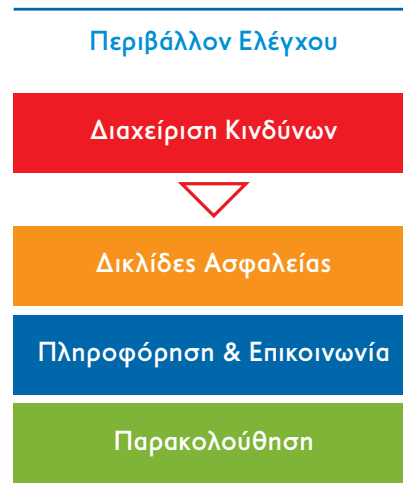 Περιβάλλον Ελέγχου
Διαχείριση Κινδύνων
Δικλίδες Ασφαλείας
Πληροφόρηση & Επικοινωνία
Παρακολούθηση